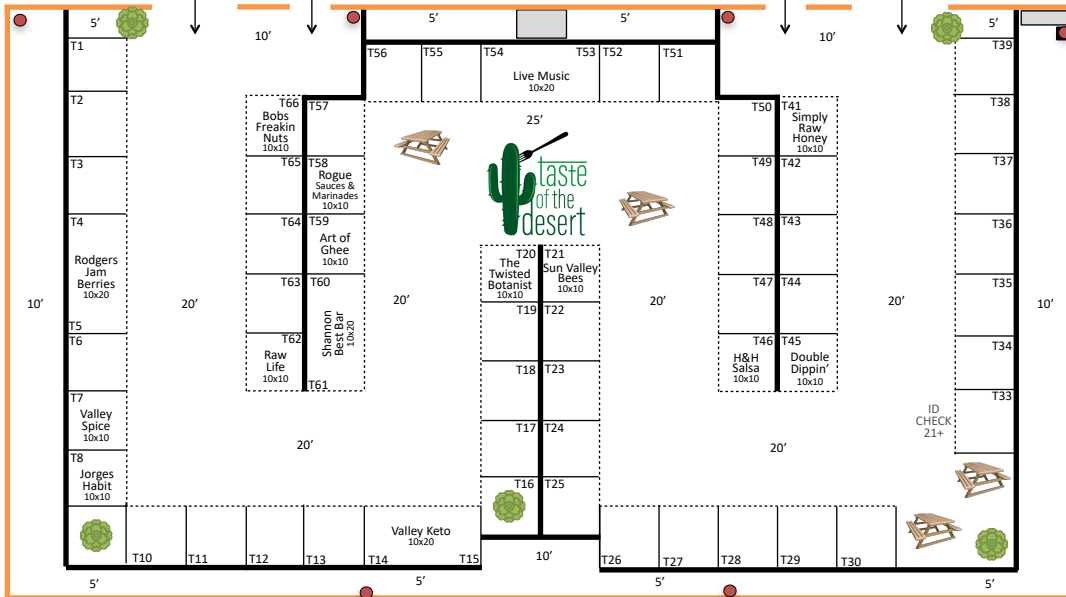 5’
5’
5’
5’
T1
10’
T56
T55
T54
T53
T52
T51
10’
T39
Live Music
10x20
T2
T66
Bobs
Freakin
Nuts
10x10
T57
25’
T50
T41
Simply
Raw
Honey
10x10
T38
T3
T65
T58
Rogue
Sauces &
Marinades
10x10
taste
of the
desert
T49
T42
T37
T4
Rodgers
Jam
Berries
10x20
T5
T64
T59
Art of
Ghee
10x10
T48
T43
T36
T20
The
Twisted
Botanist
10x10
T21
Sun Valley
Bees
10x10
T63
T60
Shannon
Best Bar
10x20
T61
T47
T44
T35
10’
20’
20’
20’
20’
10’
T19
T22
T6
T62
Raw
Life
10x10
T46
H&H
Salsa
10x10
T45
Double
Dippin’
10x10
T34
T18
T23
T7
Valley
Spice
10x10
T33
ID
CHECK
21+
T17
T24
20’
20’
T8
Jorges
Habit
10x10
T16
T25
Valley Keto
10x20
T10
T11
T12
T13
T14
T15
10’
T26
T27
T28
T29
T30
5’
5’
5’
5’